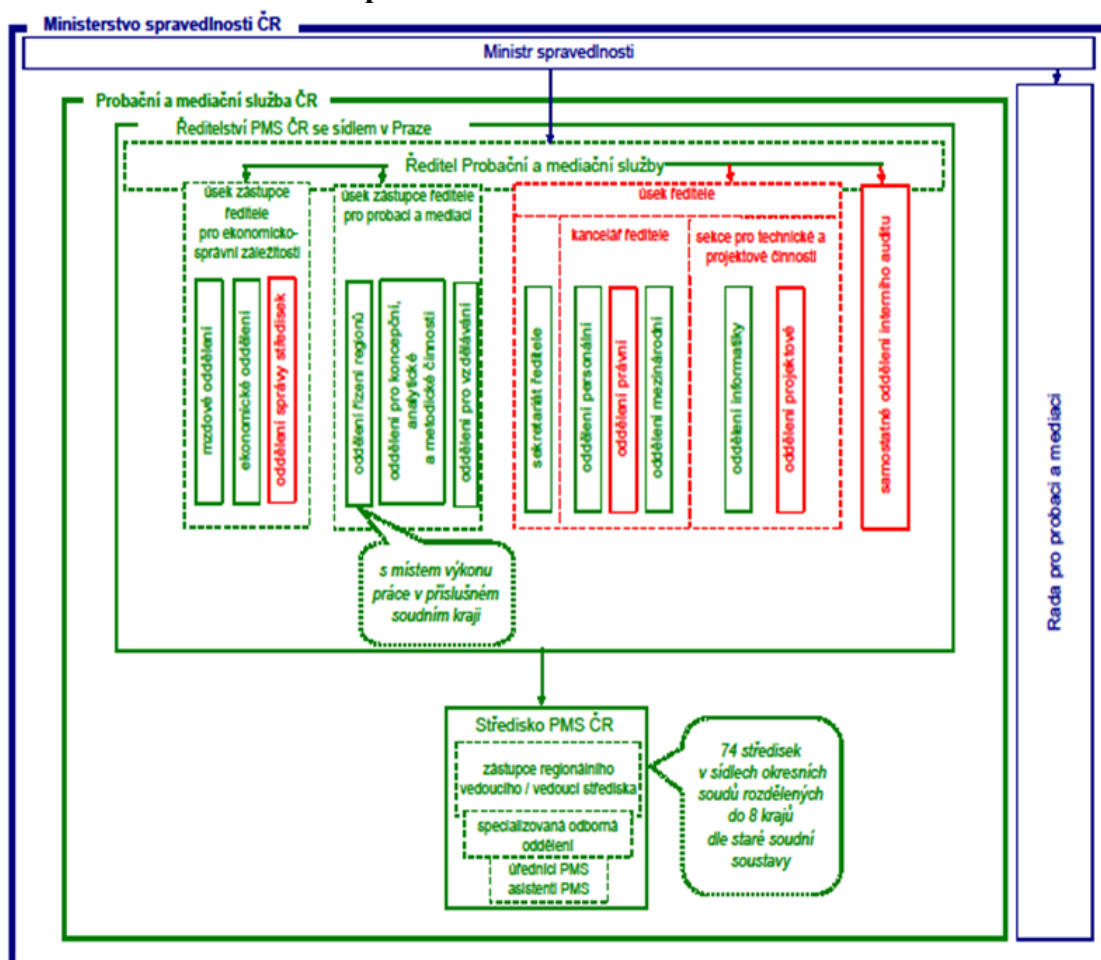 Ministerstvo spravedlnosti ČR
Ministr spravedlnosti
Probační a mediační služba ČR
Ředitelství PMS ČR se sídlem v Praze
Ředitel Probační a mediační služby
úsek zástupce
ředitele
pro ekonomicko-
správní záležitosti
mzdové oddělení
ekonomické oddělení
oddělení správy středisek
úsek zástupce ředitele
pro probaci a mediaci
oddělení řízení regionů
oddělení pro koncepční,
analytické
a metodické činnosti
oddělení pro vzdělávání
úsek ředitele
kancelář ředitele
sekretariát ředitele
oddělení personální
oddělení právní
oddělení mezinárodní
sekce pro technické a
projektové činnosti
oddělení informatiky
oddělení projektové
samostatné oddělení interního auditu
Rada pro probaci a mediaci
s místem výkonu
práce v příslušném
soudním kraji
Středisko PMS ČR
zástupce regionálního
vedoucího / vedoucí střediska
specializovaná odborná
oddělení
úředníci PMS
asistenti PMS
74 středisek
v sídlech okresních
soudů rozdělených
do 8 krajů
dle staré soudní
soustavy